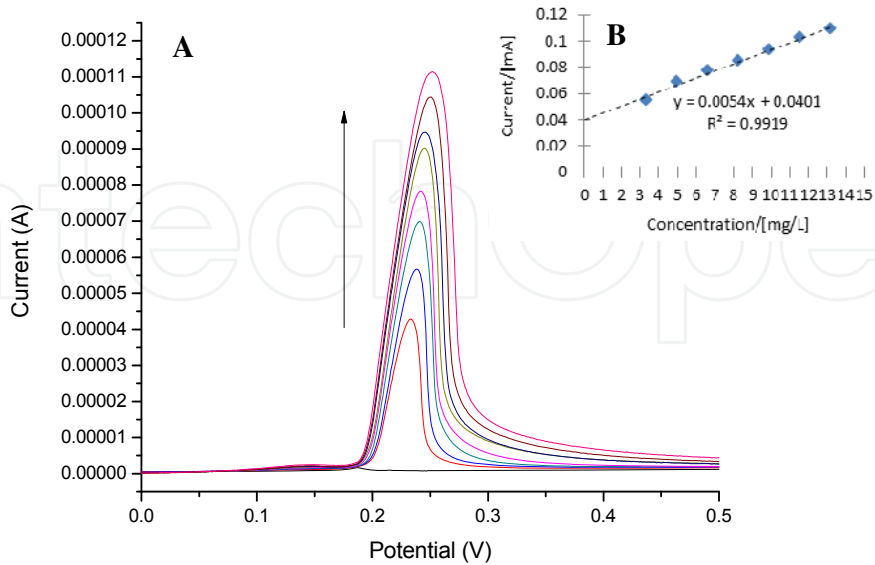 A
0.00012
0.00011
0.00010
0.00009
0.00008
0.00007
0.00006
0.00005
0.00004
0.00003
0.00002
0.00001
0.00000
Current (A)
0.0 0.1 0.2 0.3 0.4 0.5
Potential (V)
B
0.12
0.1
0.08
0.06
0.04
0.02
0
Current/[mA]
y = 0.0054x + 0.0401
R² = 0.9919
0 1 2 3 4 5 6 7 8 9 10 11 12 13 14 15
Concentration/[mg/L]
ntechope